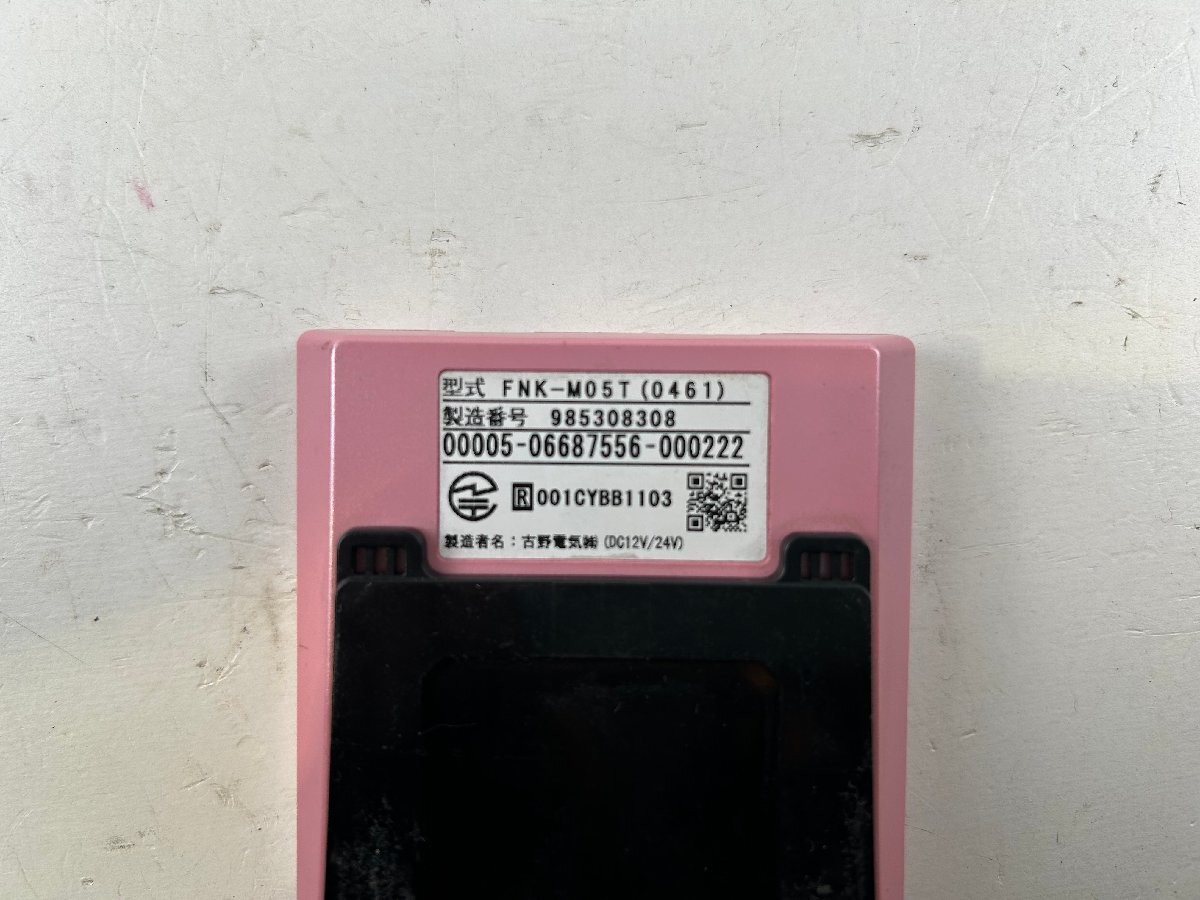 型式 FNK-M05T(0461)
製造番号 985308308
00005-06687556-000222
R 001CYBB1103
製造者名:古野電気㈱(DC12V/24V)